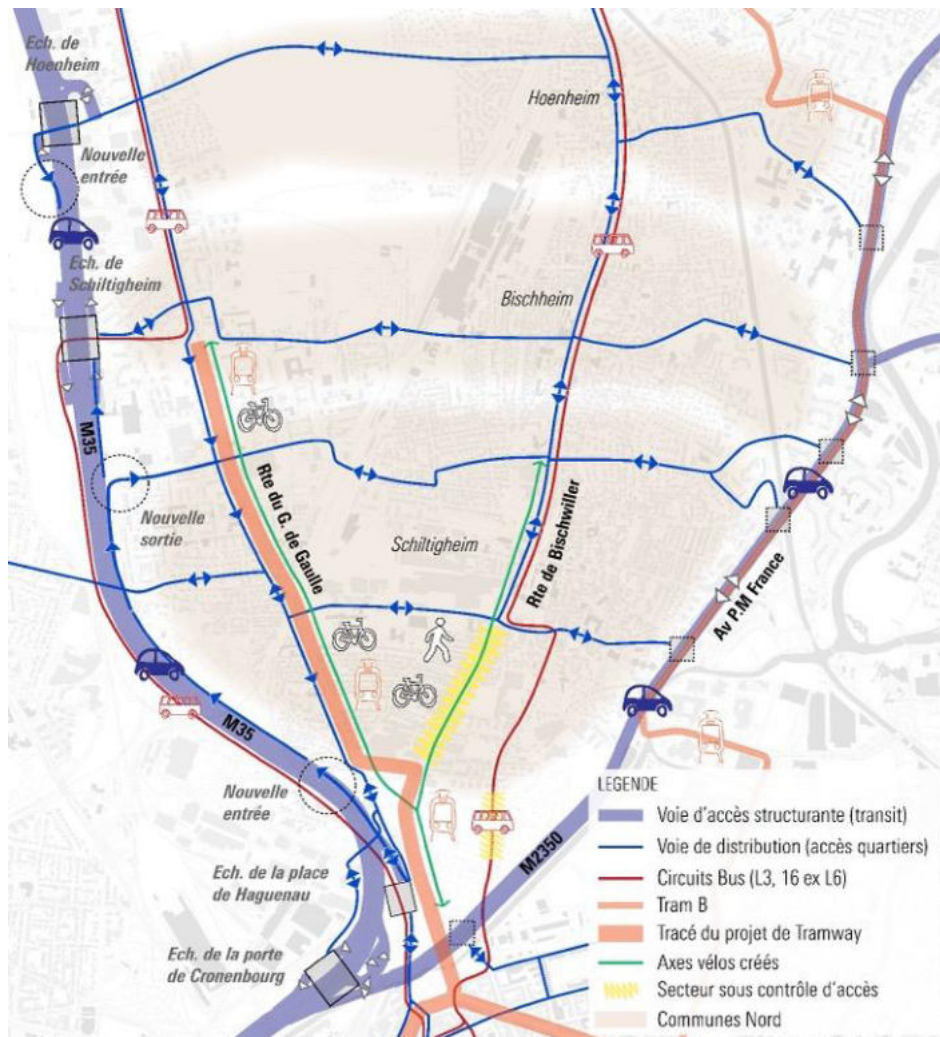 Ech. de
Hoenheim
Hoenheim
Nouvelle
entrée
Ech. de
Schiltigheim
Bischheim
M35
Rte du G. de Gaulle
Nouvelle
sortie
Schiltigheim
Rte de Bischwiller
Av P.M France
M35
Nouvelle
entrée
M2350
Ech. de la place
de Haguenau
Ech. de la porte
de Cronenbourg
LEGENDE
Voie d'accès structurante (transit)
Voie de distribution (accès quartiers)
Circuits Bus (L3, 16 ex L6)
Tram B
Tracé du projet de Tramway
Axes vélos créés
Secteur sous contrôle d'accès
Communes Nord